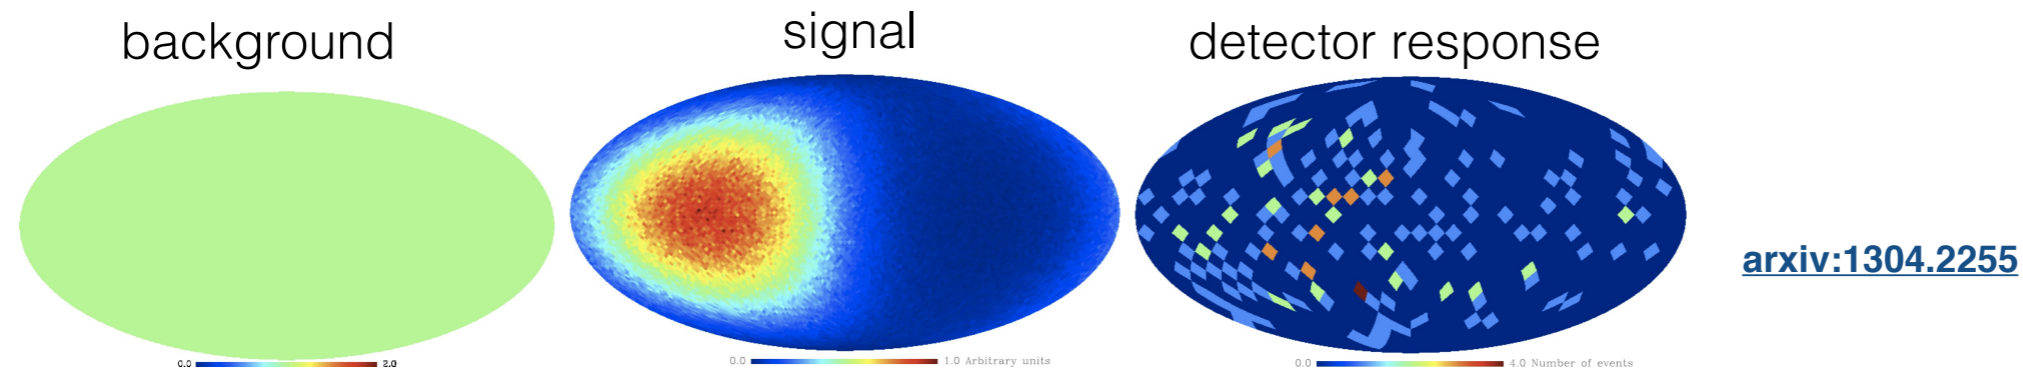 background
signal
detector response
arxiv:1304.2255
0.0 2.0
0.0 1.0 Arbitrary units
0.0 4.0 Number of events